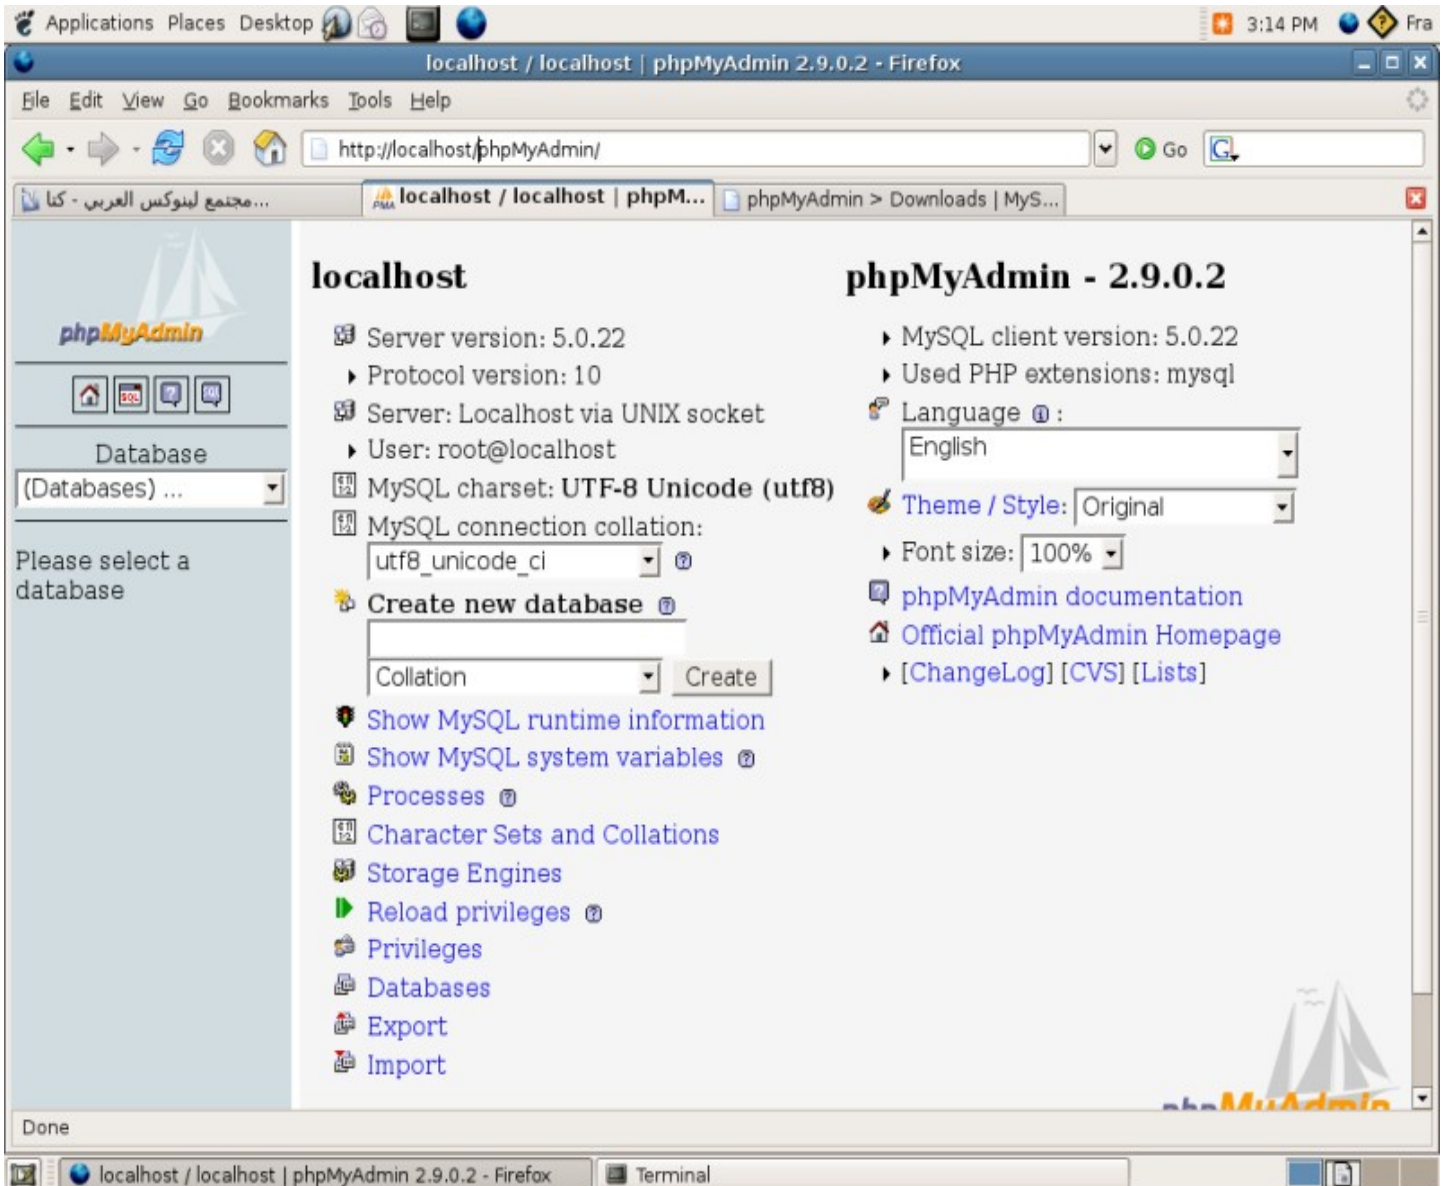 Applications Places Desktop 3:14 PM Fra
localhost / localhost | phpMyAdmin 2.9.0.2 - Firefox
File Edit View Go Bookmarks Tools Help
http://localhost/phpMyAdmin/ Go G
مجتمع لينوكس العربي - كتا...
localhost / localhost | phpM...
phpMyAdmin > Downloads | MyS...
phpMyAdmin
SQL
Database
(Databases) ...
Please select a
database
localhost
Server version: 5.0.22
Protocol version: 10
Server: Localhost via UNIX socket
User: root@localhost
MySQL charset: UTF-8 Unicode (utf8)
MySQL connection collation:
utf8_unicode_ci
Create new database
Collation Create
Show MySQL runtime information
Show MySQL system variables
Processes
Character Sets and Collations
Storage Engines
Reload privileges
Privileges
Databases
Export
Import
phpMyAdmin - 2.9.0.2
MySQL client version: 5.0.22
Used PHP extensions: mysql
Language :
English
Theme / Style: Original
Font size: 100%
phpMyAdmin documentation
Official phpMyAdmin Homepage
[ChangeLog] [CVS] [Lists]
phpMyAdmin
Done
localhost / localhost | phpMyAdmin 2.9.0.2 - Firefox Terminal